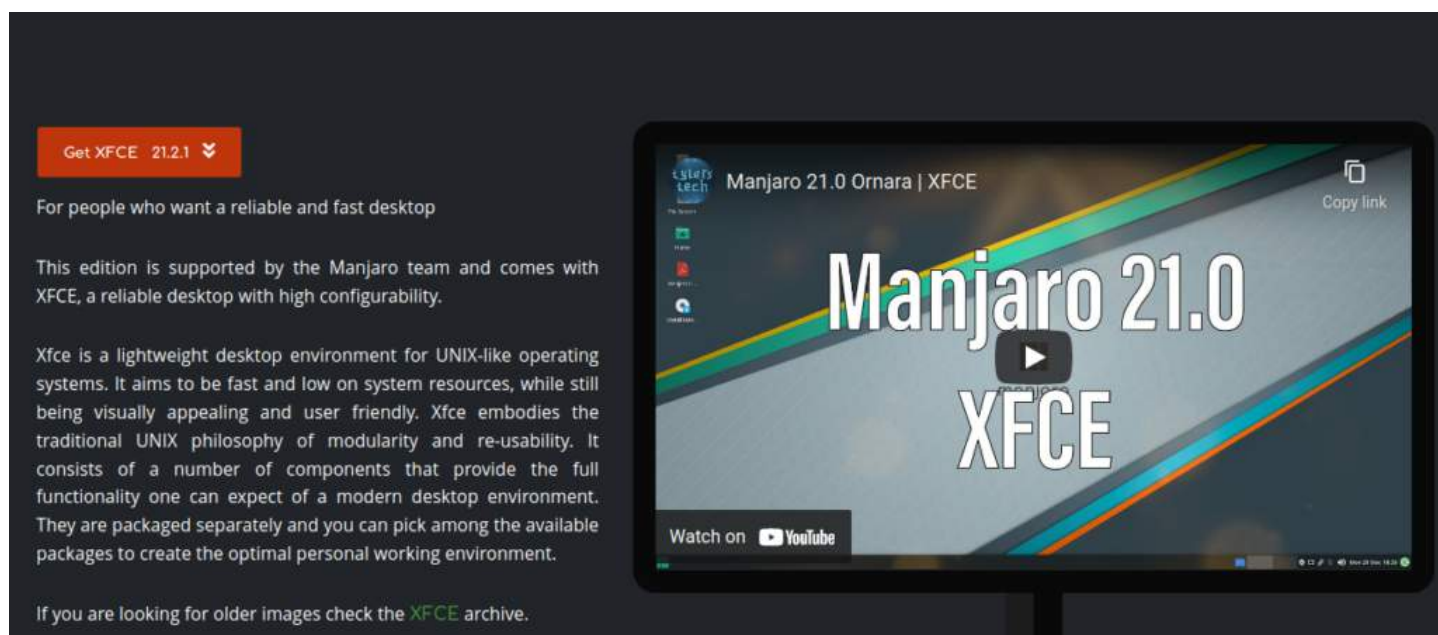 Get XFCE 21.2.1
For people who want a reliable and fast desktop
This edition is supported by the Manjaro team and comes with
XFCE, a reliable desktop with high configurability.
Xfce is a lightweight desktop environment for UNIX-like operating
systems. It aims to be fast and low on system resources, while still
being visually appealing and user friendly. Xfce embodies the
traditional UNIX philosophy of modularity and re-usability. It
consists of a number of components that provide the full
functionality one can expect of a modern desktop environment.
They are packaged separately and you can pick among the available
packages to create the optimal personal working environment.
If you are looking for older images check the XFCE archive.
tylers
tech
Manjaro 21.0 Ornara | XFCE
Copy link
Manjaro 21.0
manjaro
XFCE
Watch on YouTube